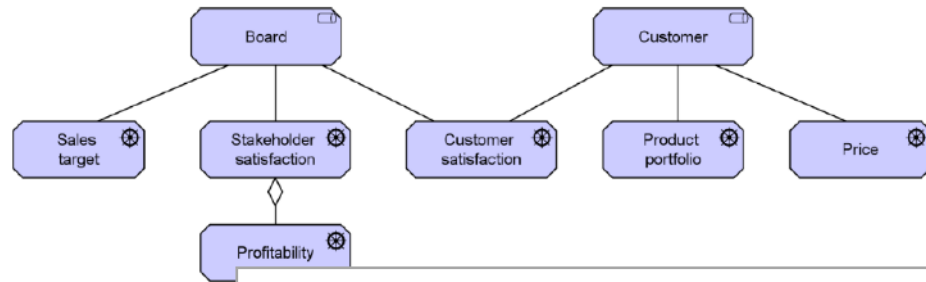 Board
Customer
Sales
target
Stakeholder
satisfaction
Customer
satisfaction
Product
portfolio
Price
Profitability